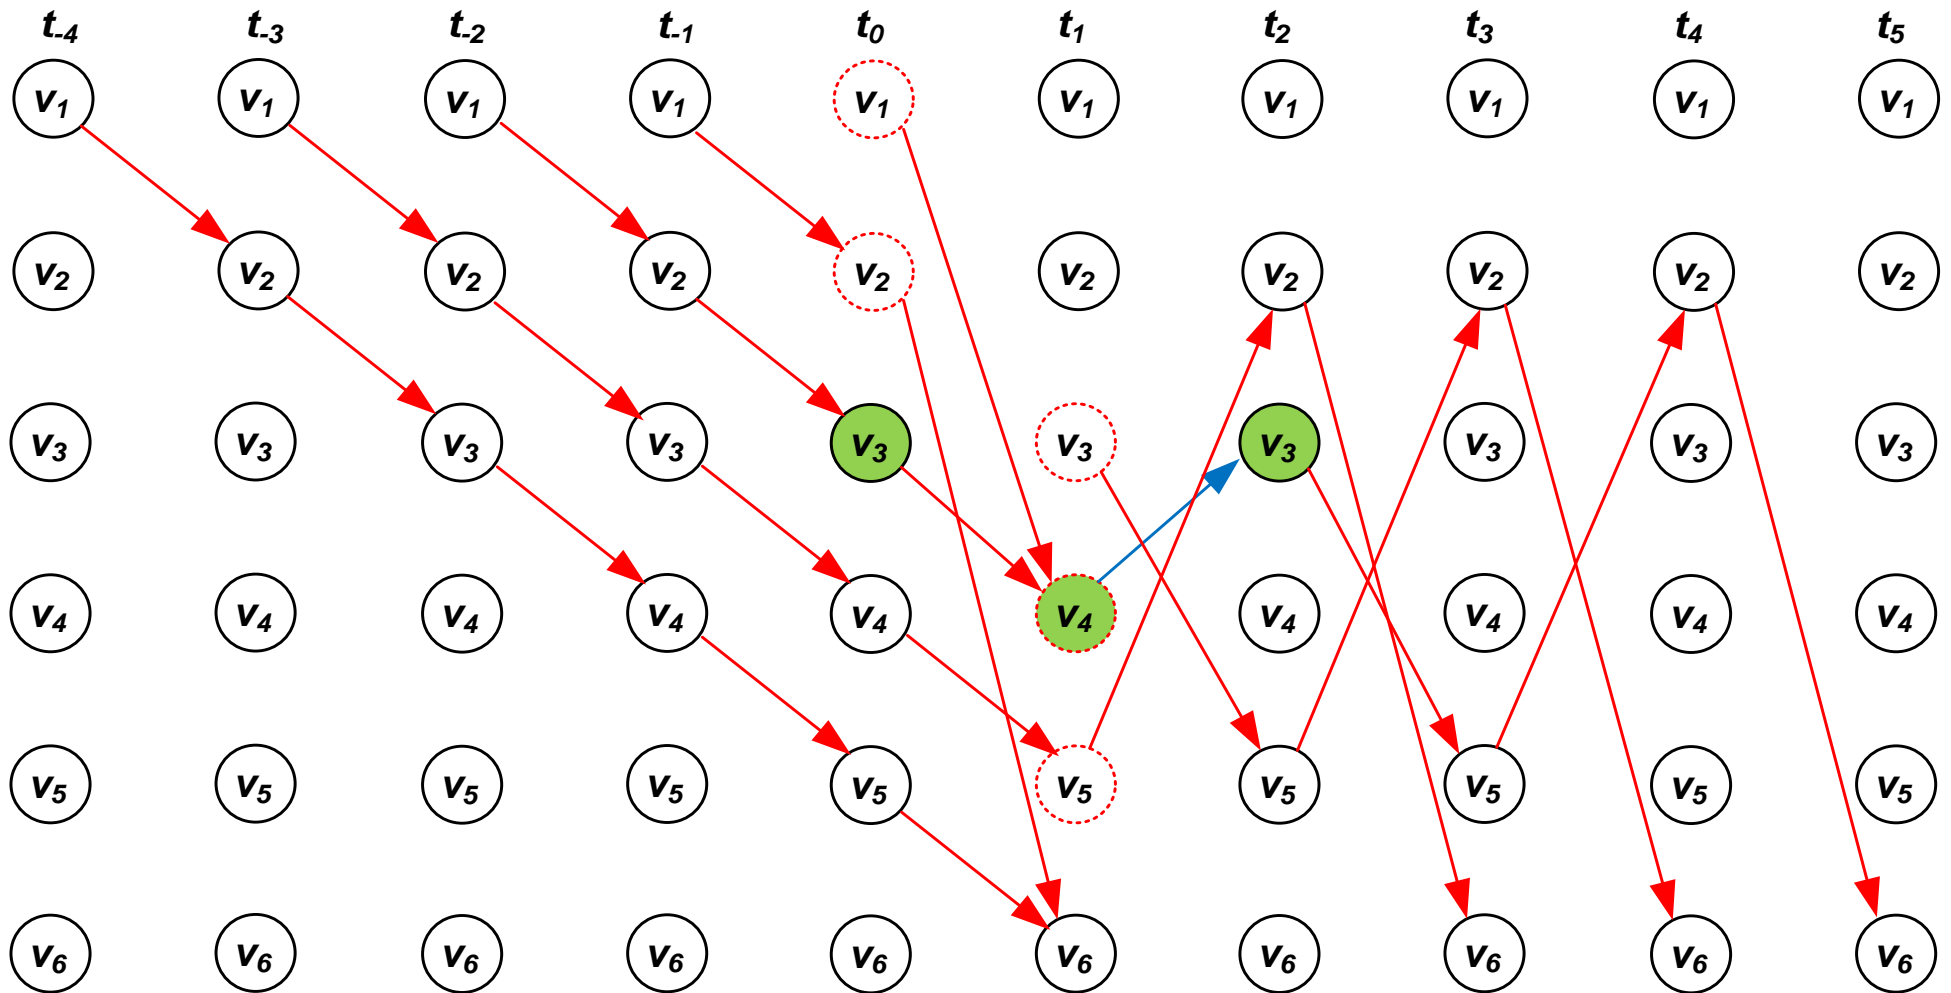 t-4 t-3 t-2 t-1 t0 t1 t2 t3 t4 t5
v1 v1 v1 v1 v1 v1 v1 v1 v1 v1
v2 v2 v2 v2 v2 v2 v2 v2 v2 v2
v3 v3 v3 v3 v3 v3 v3 v3 v3 v3
v4 v4 v4 v4 v4 v4 v4 v4 v4 v4
v5 v5 v5 v5 v5 v5 v5 v5 v5 v5
v6 v6 v6 v6 v6 v6 v6 v6 v6 v6